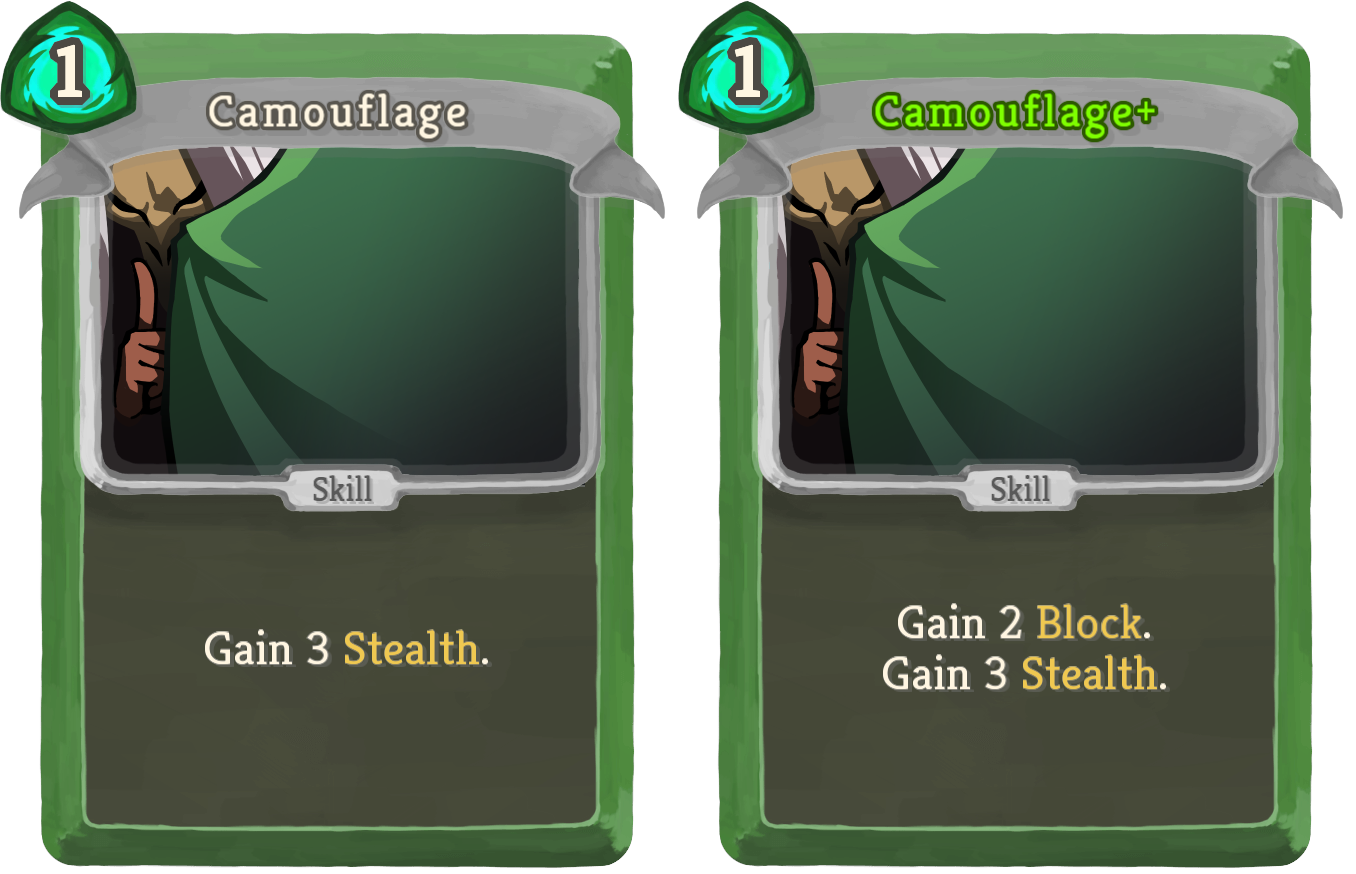 1
Camouflage
Skill
Gain 3 Stealth.
1
Camouflage+
Skill
Gain 2 Block.
Gain 3 Stealth.